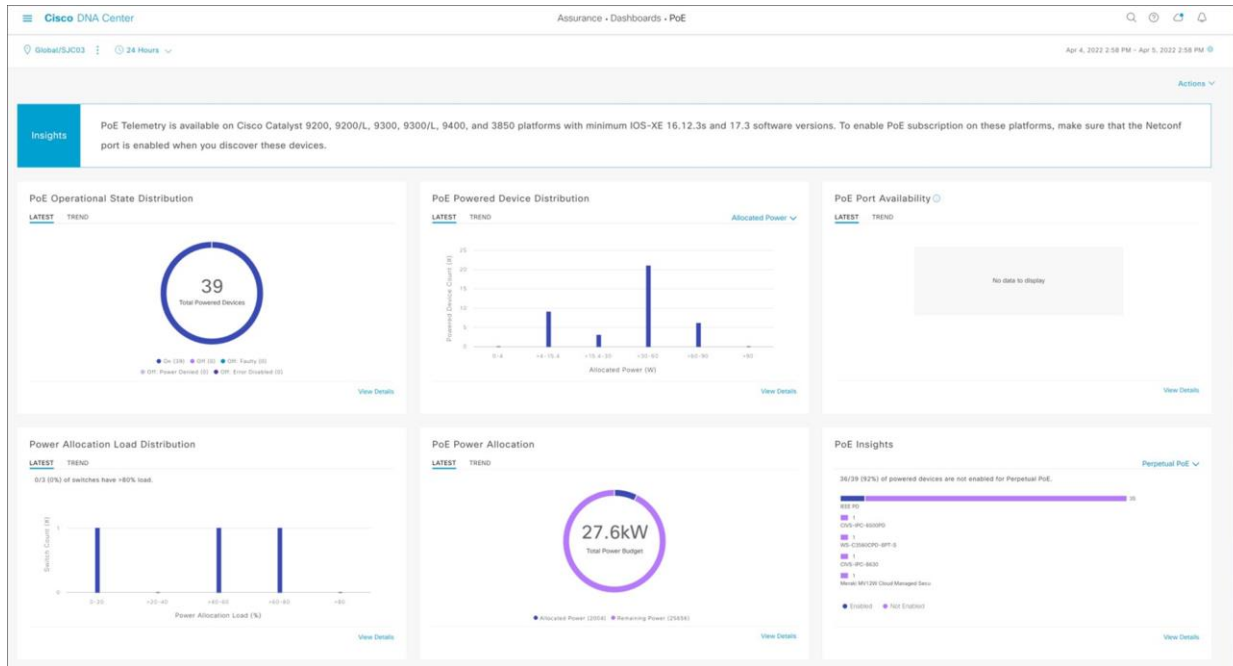 Cisco DNA Center
Assurance • Dashboards • PoE
Global/SJC03
24 Hours
Apr 4, 2022 2:58 PM - Apr 5, 2022 2:58 PM
Actions
Insights
PoE Telemetry is available on Cisco Catalyst 9200, 9200/L, 9300, 9300/L, 9400, and 3850 platforms with minimum IOS-XE 16.12.3s and 17.3 software versions. To enable PoE subscription on these platforms, make sure that the Netconf
port is enabled when you discover these devices.
PoE Operational State Distribution
LATEST TREND
39
Total Powered Devices
On (39) Off (0) Off: Faulty (0)
Off: Power Denied (0) Off: Error Disabled (0)
View Details
PoE Powered Device Distribution
LATEST TREND
Allocated Power
Powered Device Count (#)
25
20
15
10
5
0
0-4 >4-15.4 >15.4-30 >30-60 >60-90 >90
Allocated Power (W)
View Details
PoE Port Availability
LATEST TREND
No data to display
View Details
Power Allocation Load Distribution
LATEST TREND
0/3 (0%) of switches have >80% load.
Switch Count (#)
1
0
0-20 >20-40 >40-60 >60-80 >80
Power Allocation Load (%)
View Details
PoE Power Allocation
LATEST TREND
27.6kW
Total Power Budget
Allocated Power (2004) Remaining Power (25656)
View Details
PoE Insights
Perpetual PoE
36/39 (92%) of powered devices are not enabled for Perpetual PoE.
35
IEEE PD
1
CIVS-IPC-6500PD
1
WS-C3560CPD-8PT-S
1
CIVS-IPC-8630
1
Meraki MV12W Cloud Managed Secu
Enabled Not Enabled
View Details